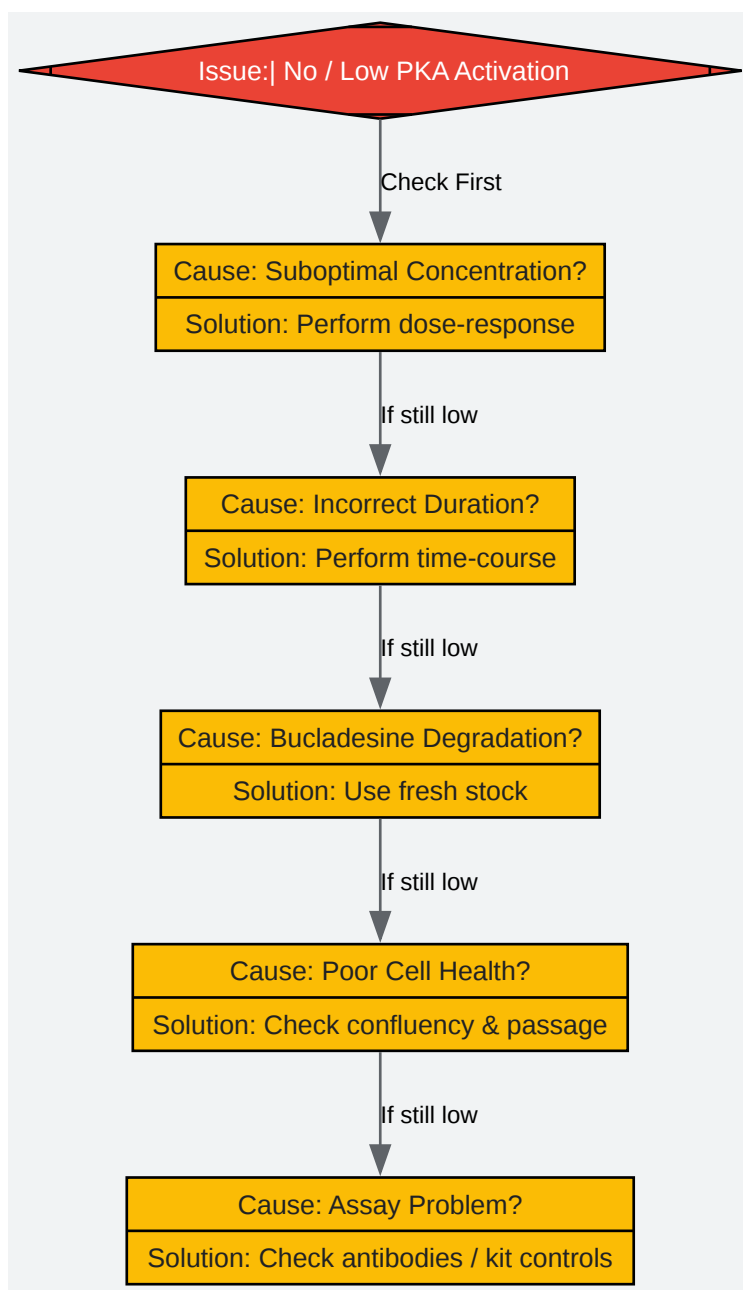 Issue:| No / Low PKA Activation
Check First
Cause: Suboptimal Concentration?
Solution: Perform dose-response
If still low
Cause: Incorrect Duration?
Solution: Perform time-course
If still low
Cause: Bucladesine Degradation?
Solution: Use fresh stock
If still low
Cause: Poor Cell Health?
Solution: Check confluency & passage
If still low
Cause: Assay Problem?
Solution: Check antibodies / kit controls